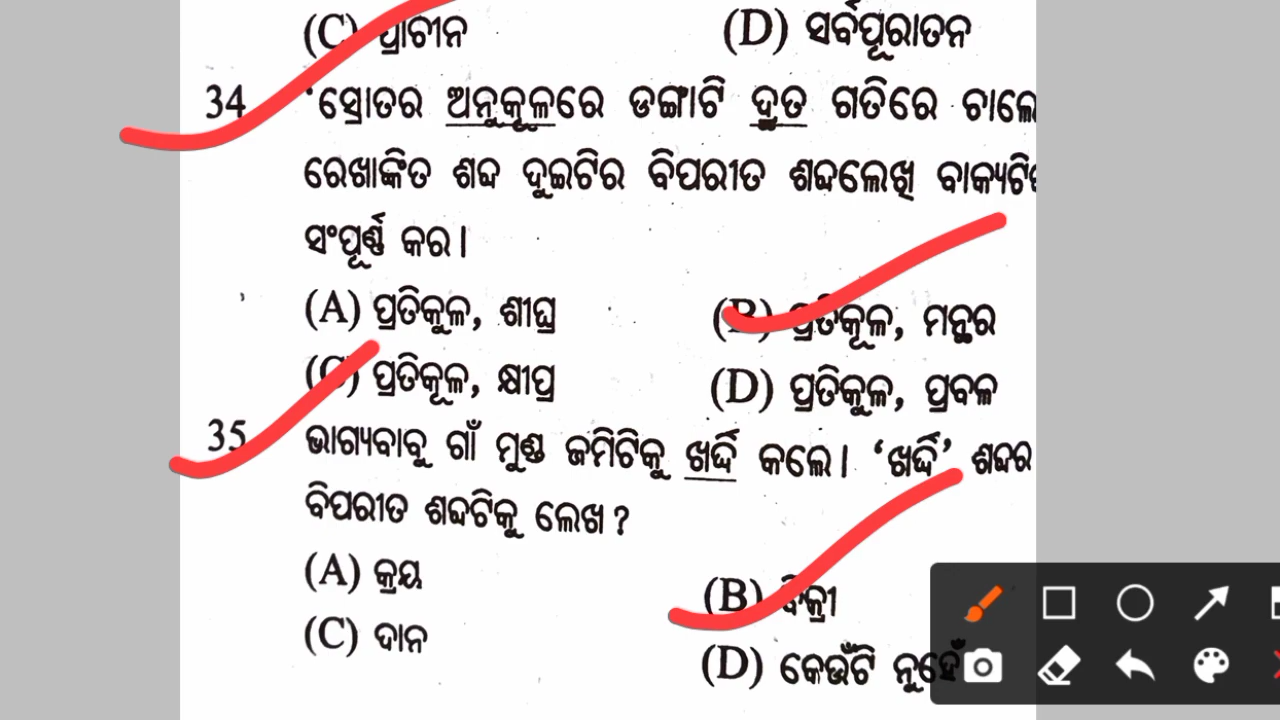 (C) ପ୍ରାଚୀନ (D) ସର୍ବପୂରାତନ
34 'ସ୍ରୋତର ଅନୁକୂଳରେ ଡଙ୍ଗାଟି ଦ୍ରୁତ ଗତିରେ ଚାଲେ
ରେଖାଙ୍କିତ ଶବ୍ଦ ଦୁଇଟିର ବିପରୀତ ଶବ୍ଦଲେଖି ବାକ୍ୟଟି
ସଂପୂର୍ଣ୍ଣ କର।
(A) ପ୍ରତିକୁଳ, ଶୀଘ୍ର (B) ପ୍ରତିକୂଳ, ମନ୍ଥର
(C) ପ୍ରତିକୂଳ, କ୍ଷୀପ୍ର (D) ପ୍ରତିକୁଳ, ପ୍ରବଳ
35 ଭାଗ୍ୟବାବୁ ଗାଁ ମୁଣ୍ଡ ଜମିଟିକୁ ଖର୍ଦ୍ଦି କଲେ। 'ଖର୍ଦ୍ଦି' ଶବ୍ଦର
ବିପରୀତ ଶବ୍ଦଟିକୁ ଲେଖ?
(A) କ୍ରୟ (B) ବିକ୍ରୀ
(C) ଦାନ (D) କେଉଁଟି ନୁହେଁ